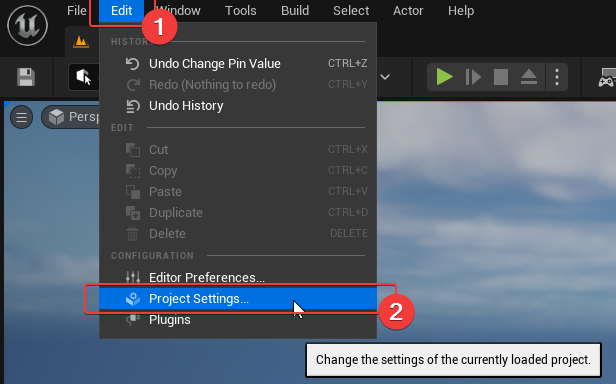 File Edit Window Tools Build Select Actor Help
1
HISTORY
Undo Change Pin Value CTRL+Z
Redo (Nothing to redo) CTRL+Y
Undo History
Persp
EDIT
Cut CTRL+X
Copy CTRL+C
Paste CTRL+V
Duplicate CTRL+D
Delete DELETE
CONFIGURATION
Editor Preferences...
Project Settings...
2
Plugins
Change the settings of the currently loaded project.